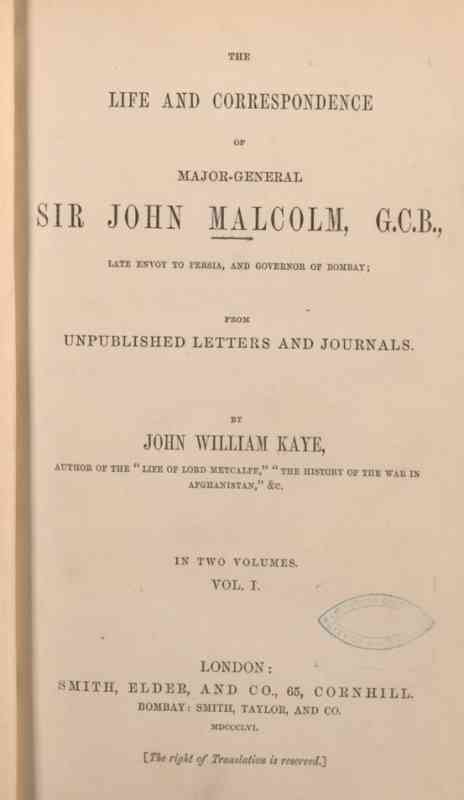 THE
LIFE AND CORRESPONDENCE
OF
MAJOR-GENERAL
SIR JOHN MALCOLM, G.C.B.,
LATE ENVOY TO PERSIA, AND GOVERNOR OF BOMBAY;
FROM
UNPUBLISHED LETTERS AND JOURNALS.
BY
JOHN WILLIAM KAYE,
AUTHOR OF THE "LIFE OF LORD METCALFE," "THE HISTORY OF THE WAR IN
AFGHANISTAN," &c.
IN TWO VOLUMES.
VOL. I.
LONDON:
SMITH, ELDER, AND CO., 65, CORNHILL.
BOMBAY: SMITH, TAYLOR, AND CO.
MDCCCLVI.
[The right of Translation is reserved.]